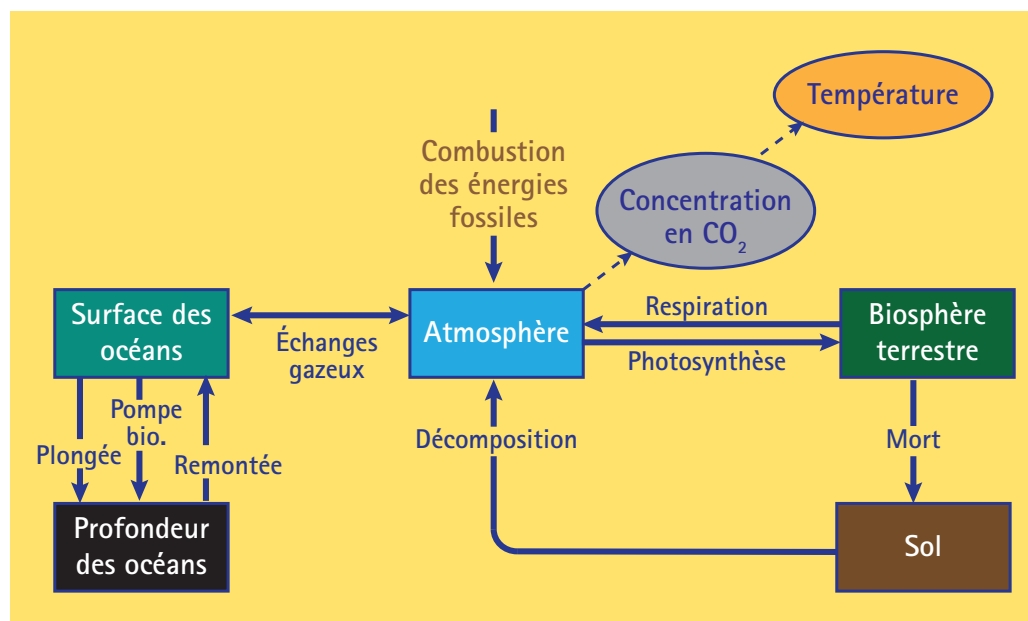 Température
Combustion
des énergies
fossiles
Concentration
en CO₂
Surface des
océans
Échanges
gazeux
Atmosphère
Respiration
Photosynthèse
Biosphère
terrestre
Plongée
Pompe
bio.
Remontée
Décomposition
Mort
Profondeur
des océans
Sol